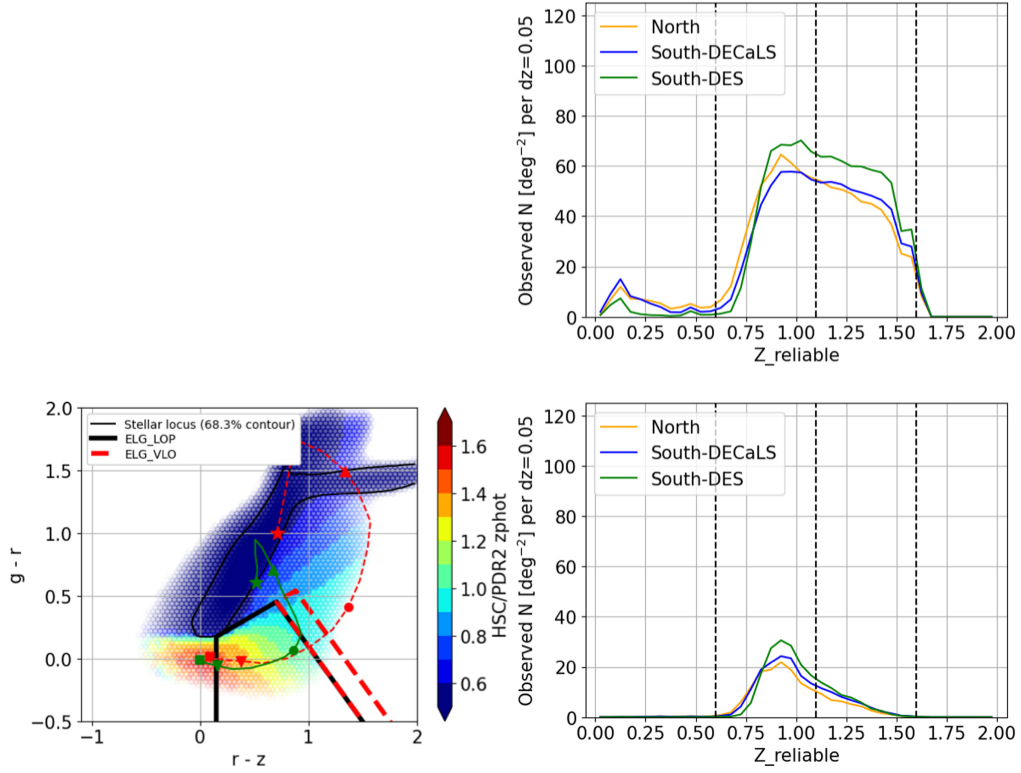 Observed N [deg⁻²] per dz=0.05
120
100
80
60
40
20
0
North
South-DECaLS
South-DES
0.00 0.25 0.50 0.75 1.00 1.25 1.50 1.75 2.00
Z_reliable
g - r
2.0
1.5
1.0
0.5
0.0
−0.5
Stellar locus (68.3% contour)
ELG_LOP
ELG_VLO
−1 0 1 2
r - z
1.6
1.4
1.2
1.0
0.8
0.6
HSC/PDR2 zphot
Observed N [deg⁻²] per dz=0.05
120
100
80
60
40
20
0
North
South-DECaLS
South-DES
0.00 0.25 0.50 0.75 1.00 1.25 1.50 1.75 2.00
Z_reliable